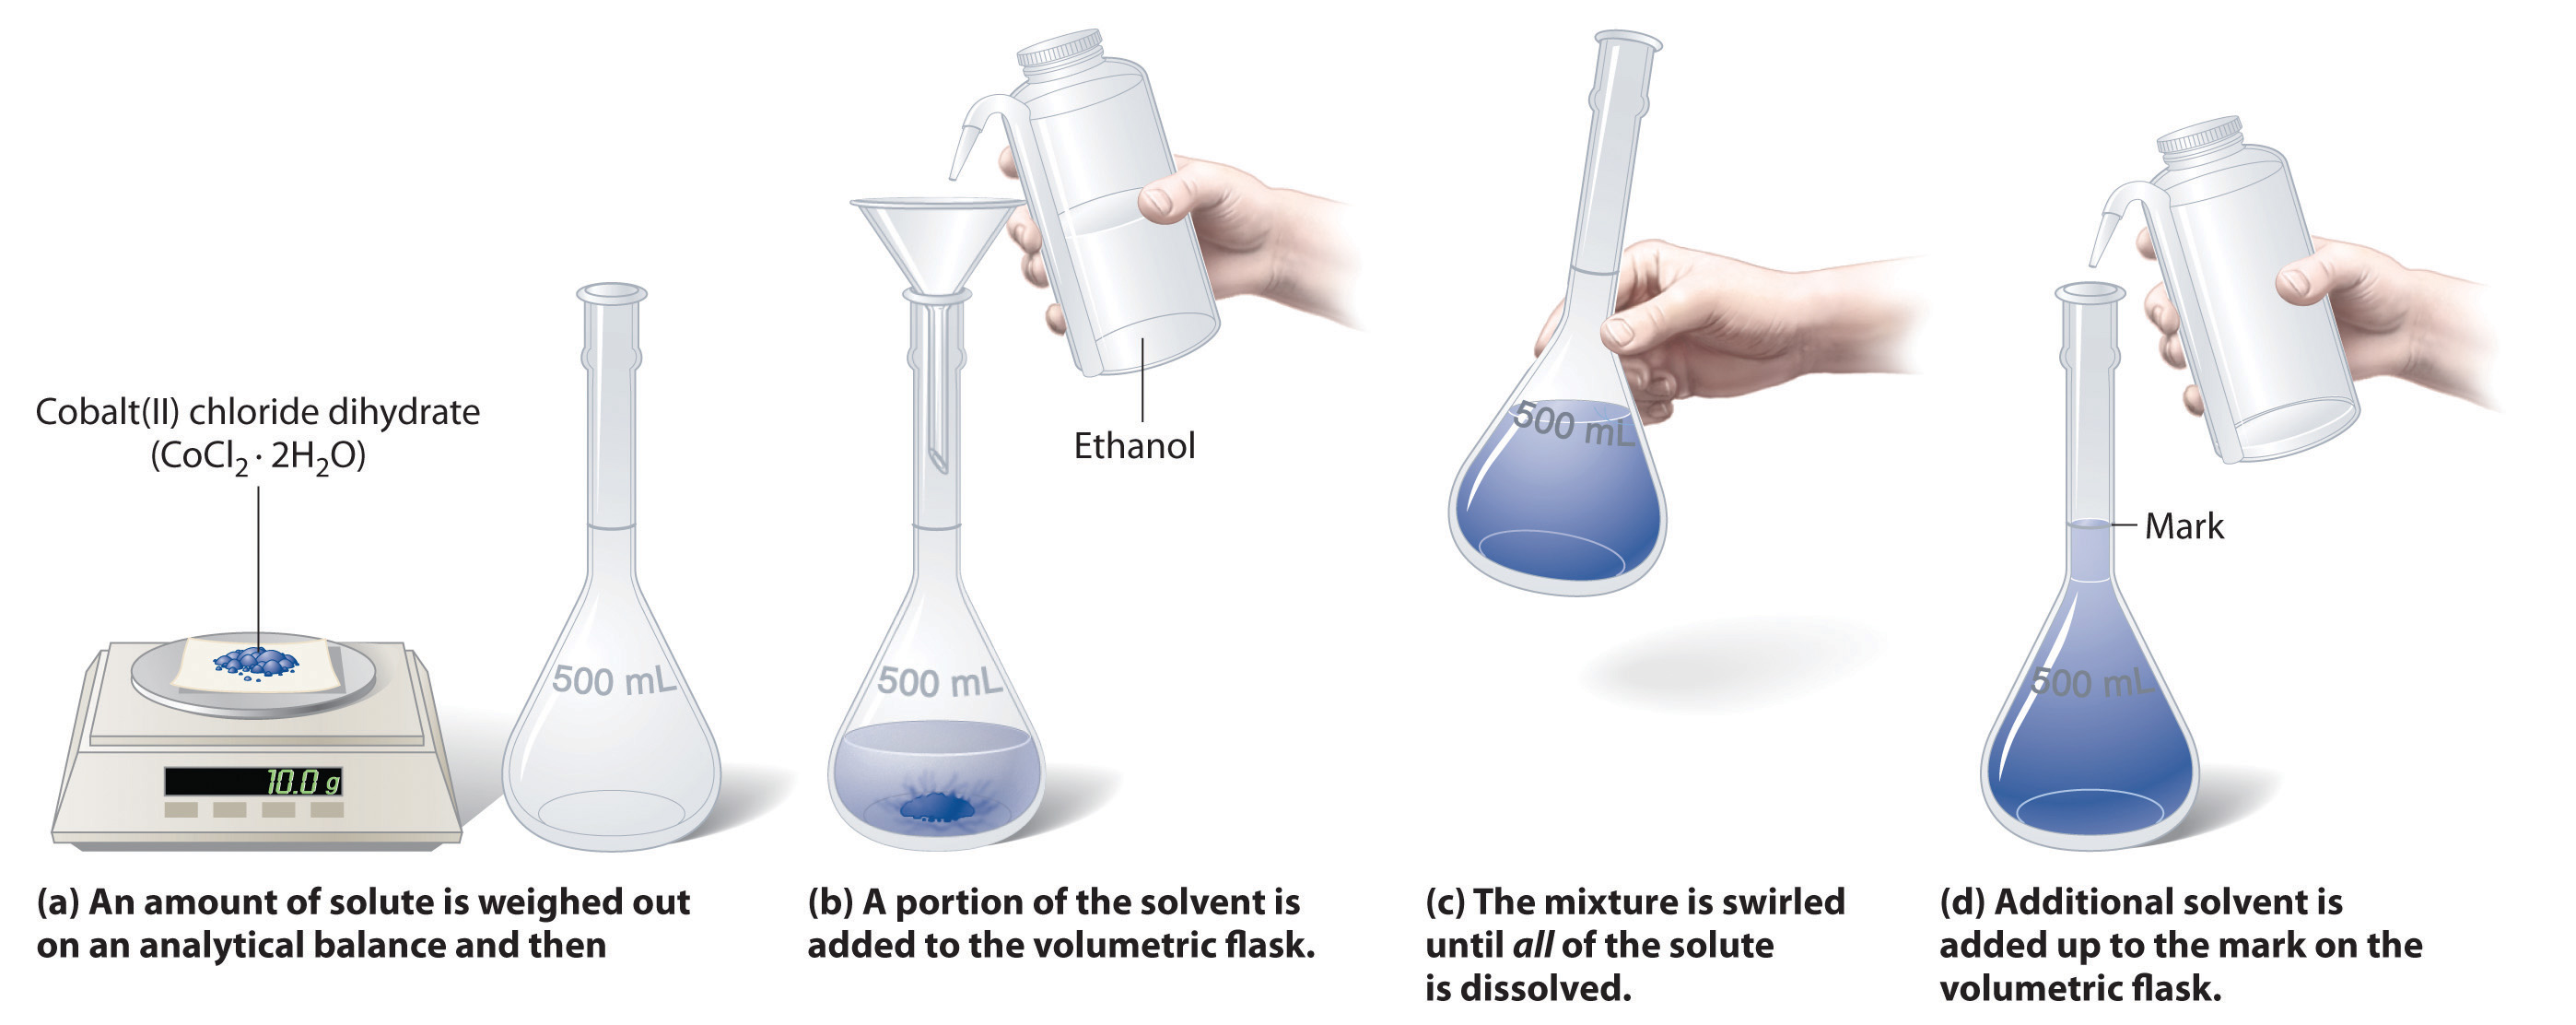 Cobalt(II) chloride dihydrate
(CoCl₂ · 2H₂O)
10.0 g
500 mL
(a) An amount of solute is weighed out
on an analytical balance and then
Ethanol
500 mL
(b) A portion of the solvent is
added to the volumetric flask.
500 mL
(c) The mixture is swirled
until all of the solute
is dissolved.
Mark
500 mL
(d) Additional solvent is
added up to the mark on the
volumetric flask.